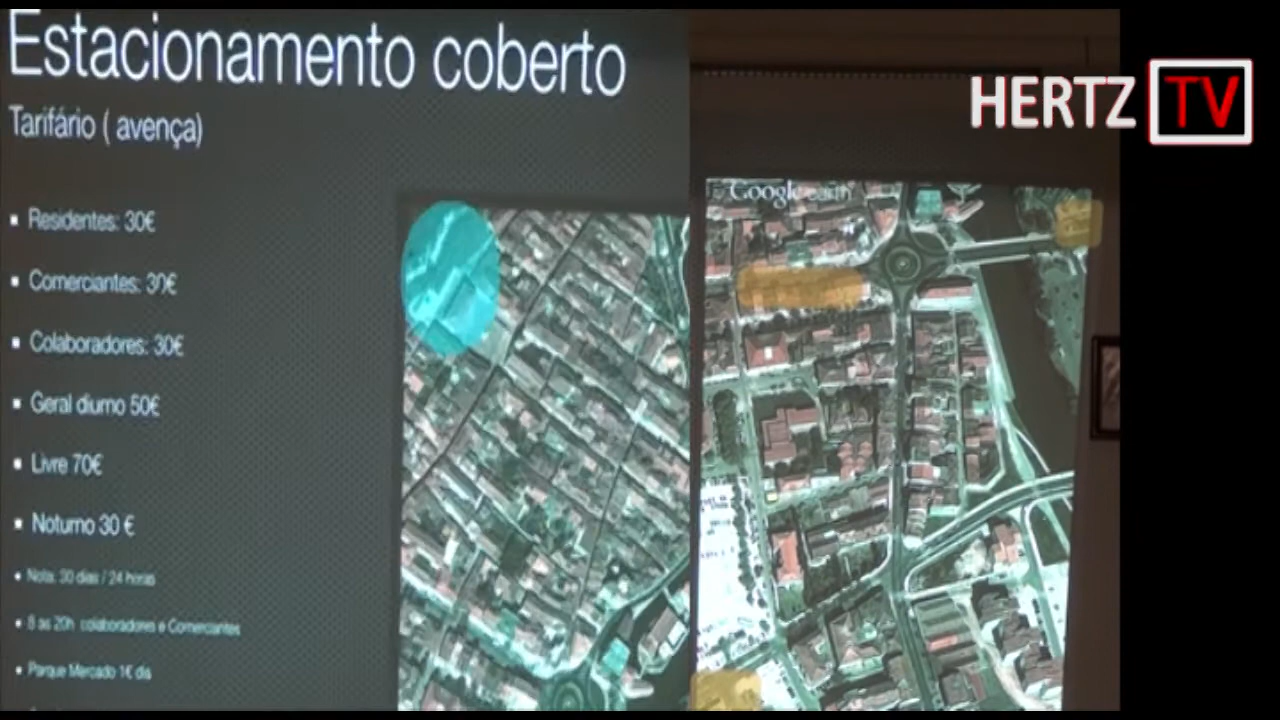 Estacionamento coberto
Tarifário ( avença)
HERTZ TV
Google earth
▪ Residentes: 30€
▪ Comerciantes: 30€
▪ Colaboradores: 30€
▪ Geral diurno 50€
▪ Livre 70€
▪ Noturno 30 €
• Nota: 30 dias / 24 horas
• 8 às 20h colaboradores e Comerciantes
• Parque Mercado 1€ dia